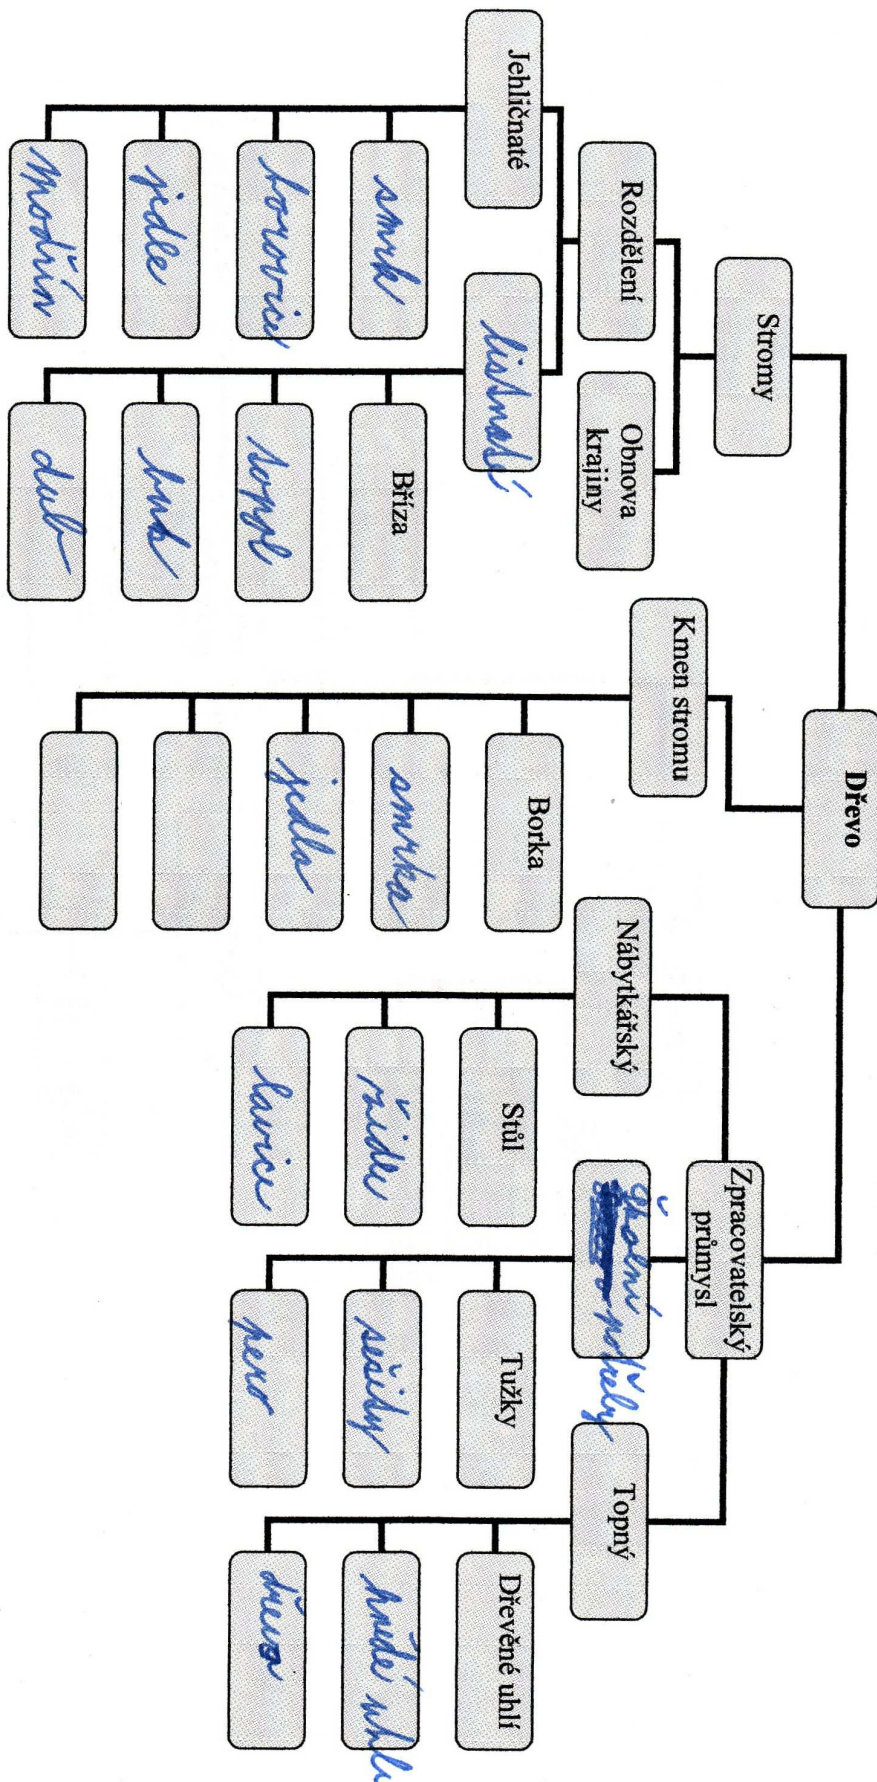 Dřevo
Stromy
Kmen stromu
Zpracovatelský
průmysl
Rozdělení
Obnova
krajiny
Jehličnaté
listnaté
smrk
borovice
jedle
Modřín
Bříza
topol
buk
dub
Borka
smrka
jedla
Nábytkářský
Školní potřeby
Topný
Stůl
židle
lavice
Tužky
sešity
pero
Dřevěné uhlí
hnědé uhlí
dřevo